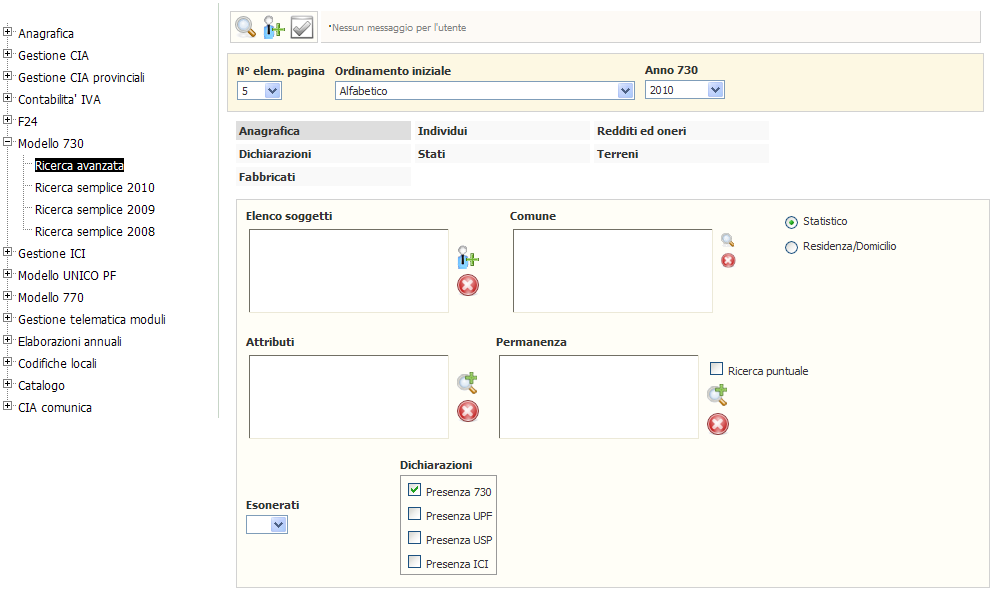 Anagrafica
Gestione CIA
Gestione CIA provinciali
Contabilita' IVA
F24
Modello 730
Ricerca avanzata
Ricerca semplice 2010
Ricerca semplice 2009
Ricerca semplice 2008
Gestione ICI
Modello UNICO PF
Modello 770
Gestione telematica moduli
Elaborazioni annuali
Codifiche locali
Catalogo
CIA comunica
•Nessun messaggio per l'utente
N° elem. pagina Ordinamento iniziale Anno 730
5 Alfabetico 2010
Anagrafica Individui Redditi ed oneri
Dichiarazioni Stati Terreni
Fabbricati
Elenco soggetti Comune
Statistico
Residenza/Domicilio
Attributi Permanenza
Ricerca puntuale
Dichiarazioni
Presenza 730
Esonerati
Presenza UPF
Presenza USP
Presenza ICI